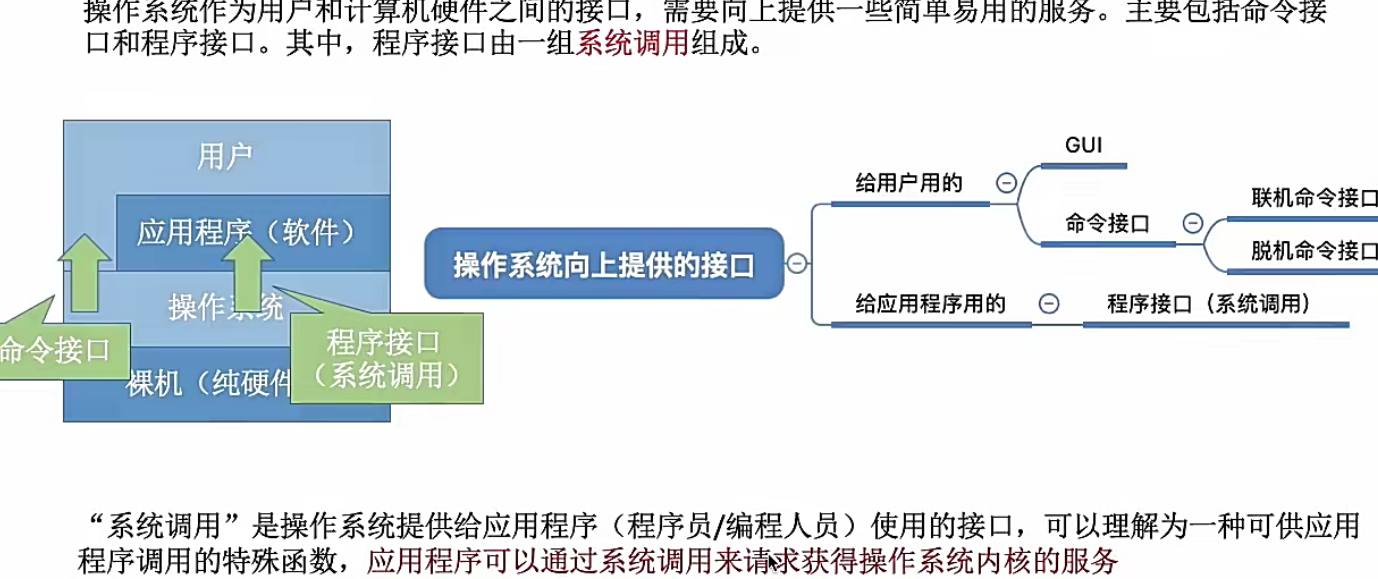 操作系统作为用户和计算机硬件之间的接口，需要向上提供一些简单易用的服务。主要包括命令接
口和程序接口。其中，程序接口由一组系统调用组成。
用户
应用程序（软件）
操作系统
命令接口
程序接口
（系统调用）
裸机（纯硬件
操作系统向上提供的接口
给用户用的
GUI
命令接口
联机命令接口
脱机命令接口
给应用程序用的
程序接口（系统调用）
“系统调用”是操作系统提供给应用程序（程序员/编程人员）使用的接口，可以理解为一种可供应用
程序调用的特殊函数，应用程序可以通过系统调用来请求获得操作系统内核的服务